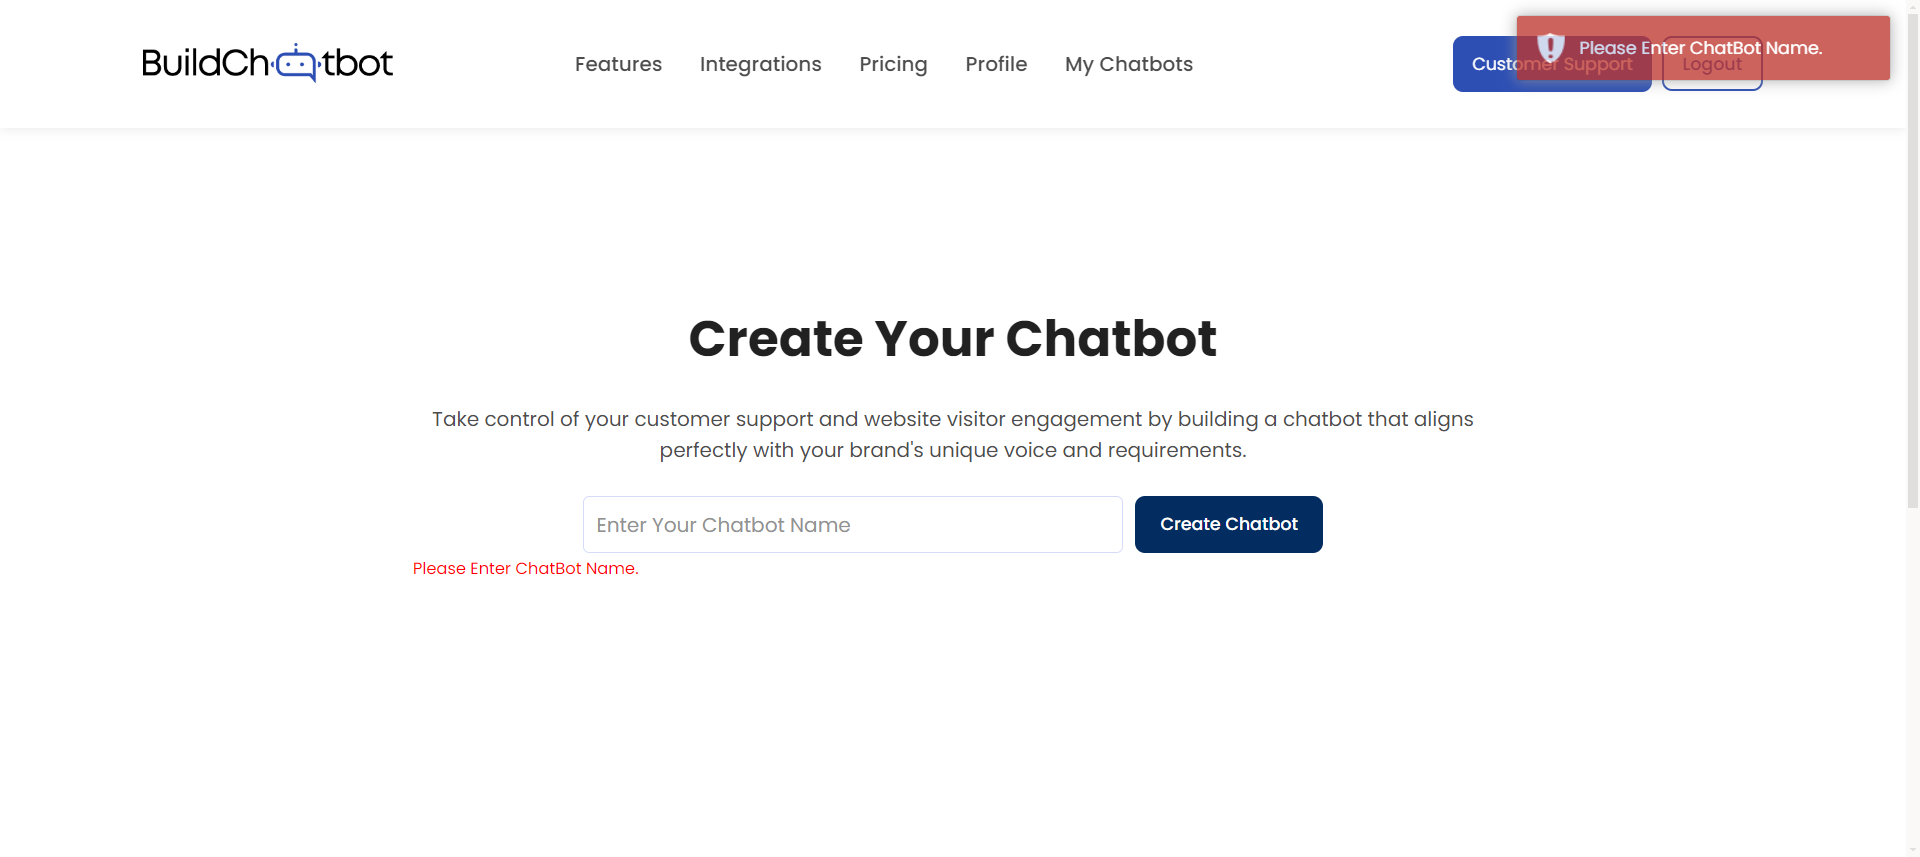 BuildChatbot
Features
Integrations
Pricing
Profile
My Chatbots
Customer Support
Logout
Please Enter ChatBot Name.
Create Your Chatbot
Take control of your customer support and website visitor engagement by building a chatbot that aligns
perfectly with your brand's unique voice and requirements.
Enter Your Chatbot Name
Create Chatbot
Please Enter ChatBot Name.